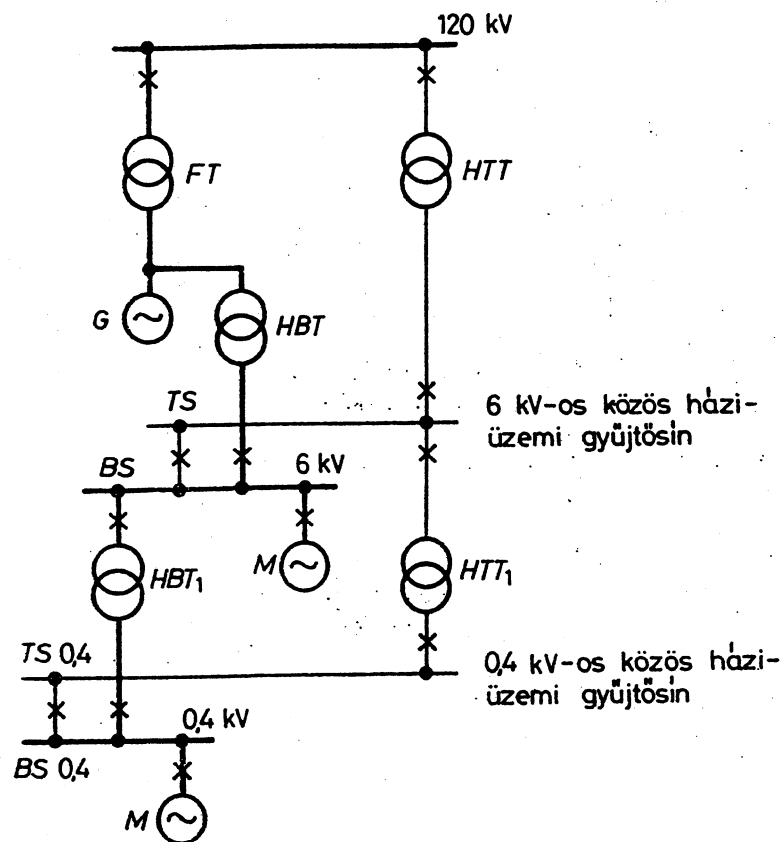 120 kV
FT
HTT
G
HBT
TS
6 kV-os közös házi-
üzemi gyűjtősín
BS
6 kV
HBT₁
M
HTT₁
TS 0,4
0,4 kV-os közös házi-
üzemi gyűjtősín
0,4 kV
BS 0,4
M